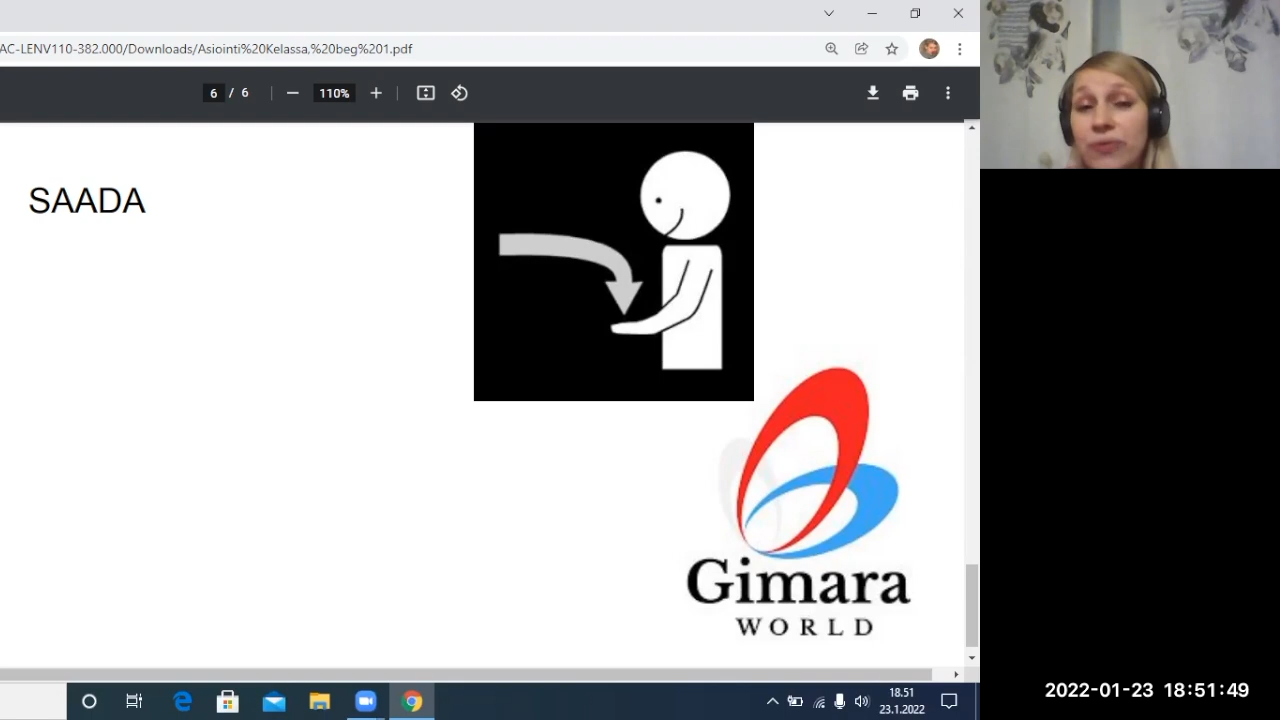 AC-LENV110-382.000/Downloads/Asiointi%20Kelassa,%20beg%201.pdf
6 / 6
110%
SAADA
Gimara
WORLD
18.51
23.1.2022
2022-01-23 18:51:49